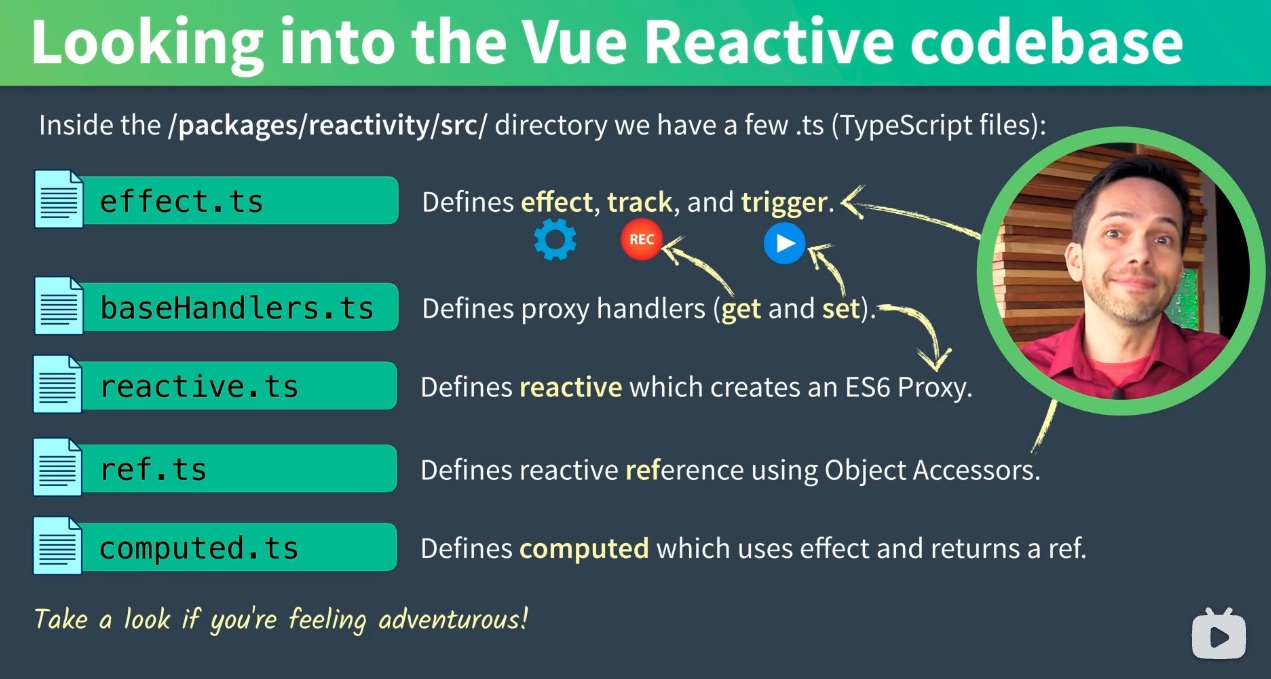 Looking into the Vue Reactive codebase
Inside the /packages/reactivity/src/ directory we have a few .ts (TypeScript files):
effect.ts
Defines effect, track, and trigger.
REC
baseHandlers.ts
Defines proxy handlers (get and set).
reactive.ts
Defines reactive which creates an ES6 Proxy.
ref.ts
Defines reactive reference using Object Accessors.
computed.ts
Defines computed which uses effect and returns a ref.
Take a look if you're feeling adventurous!